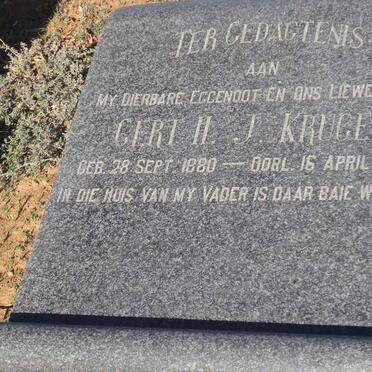 TER GEDAGTENIS
AAN
MY DIERBARE EGGENOOT EN ONS LIEWE
GERT H. J. KRUGE
GEB. 28 SEPT. 1880 — OORL. 15 APRIL
IN DIE HUIS VAN MY VADER IS DAAR BAIE W